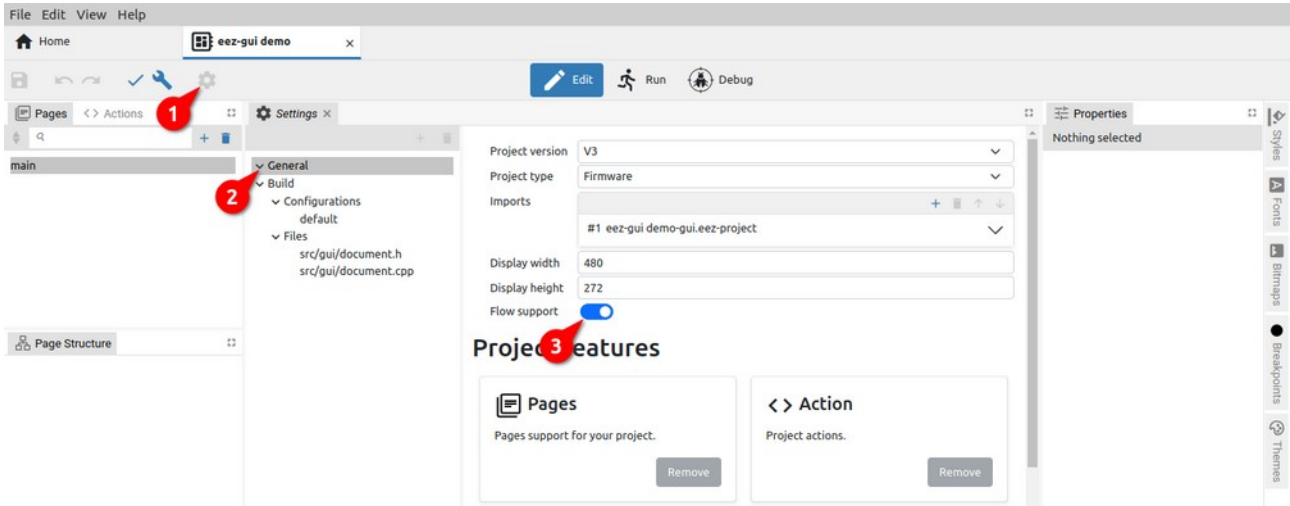 File Edit View Help
Home
eez-gui demo
Edit
Run
Debug
1
Pages
<> Actions
Settings
Properties
Nothing selected
main
2
General
Build
Configurations
default
Files
src/gui/document.h
src/gui/document.cpp
Project version V3
Project type Firmware
Imports
#1 eez-gui demo-gui.eez-project
Display width 480
Display height 272
Flow support
3
Page Structure
Pages
Pages support for your project.
Remove
<> Action
Project actions.
Remove
Styles
Fonts
Bitmaps
Breakpoints
Themes